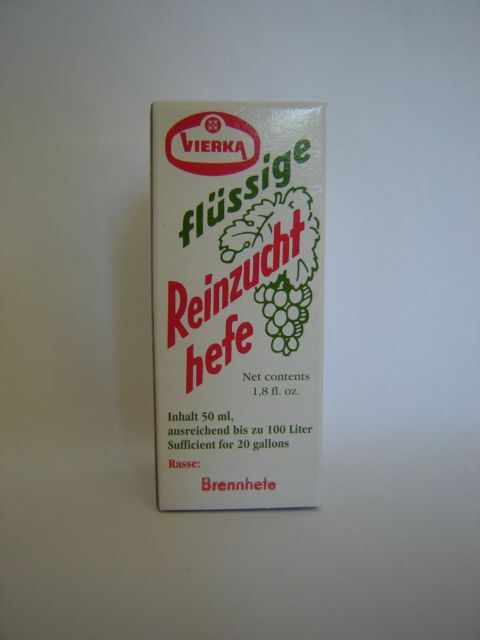 VIERKA
flüssige
Reinzucht
hefe
Net contents
1,8 fl. oz.
Inhalt 50 ml,
ausreichend bis zu 100 Liter
Sufficient for 20 gallons
Rasse:
Brennhefe